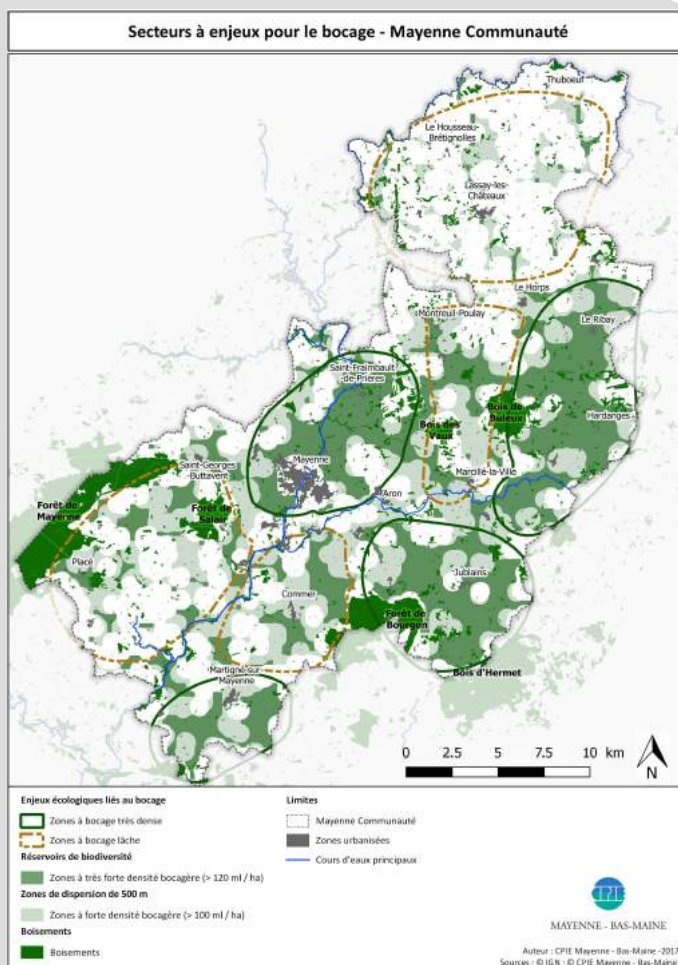 Secteurs à enjeux pour le bocage - Mayenne Communauté
Thuboeuf
Le Housseau-
Brétignolles
Lassay-les-
Châteaux
Le Horps
Montreuil-Poulay
Le Ribay
Saint-Fraimbault
-de-Prières
Bois de
Buleux
Hardanges
Bois des
Vaux
Mayenne
Saint-Georges
-Buttavent
Marcillé-la-Ville
Aron
Forêt de
Mayenne
Forêt de
Salair
Placé
Jublains
Commer
Forêt de
Bourgon
Martigné-sur
Mayenne
Bois d'Hermet
0 2.5 5 7.5 10 km
N
Enjeux écologiques liés au bocage
Zones à bocage très dense
Zones à bocage lâche
Réservoirs de biodiversité
Zones à très forte densité bocagère (> 120 ml / ha)
Zones de dispersion de 500 m
Zones à forte densité bocagère (> 100 ml / ha)
Boisements
Boisements
Limites
Mayenne Communauté
Zones urbanisées
Cours d'eaux principaux
CPIE
MAYENNE - BAS-MAINE
Auteur : CPIE Mayenne - Bas-Maine -2017
Sources : © IGN ; © CPIE Mayenne - Bas-Maine